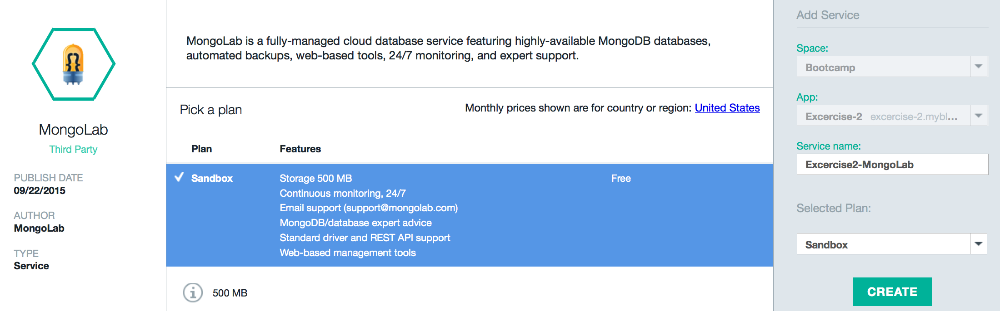 MongoLab
Third Party
PUBLISH DATE
09/22/2015
AUTHOR
MongoLab
TYPE
Service
MongoLab is a fully-managed cloud database service featuring highly-available MongoDB databases,
automated backups, web-based tools, 24/7 monitoring, and expert support.
Pick a plan
Monthly prices shown are for country or region: United States
Plan Features
Sandbox Storage 500 MB Free
Continuous monitoring, 24/7
Email support (support@mongolab.com)
MongoDB/database expert advice
Standard driver and REST API support
Web-based management tools
500 MB
Add Service
Space:
Bootcamp
App:
Excercise-2 excercise-2.mybl...
Service name:
Excercise2-MongoLab
Selected Plan:
Sandbox
CREATE